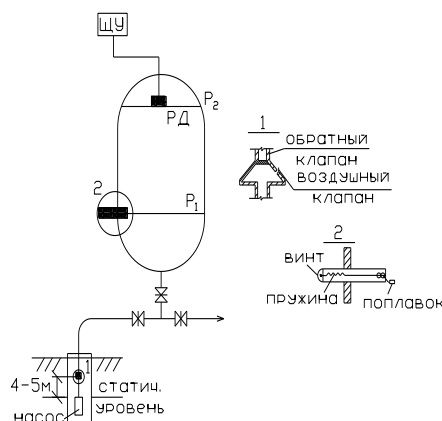 ЩУ
P2
РД
1
ОБРАТНЫЙ
КЛАПАН
ВОЗДУШНЫЙ
КЛАПАН
2
P1
2
ВИНТ
ПРУЖИНА
ПОПЛАВОК
1
4-5м
СТАТИЧ.
УРОВЕНЬ
НАСОС